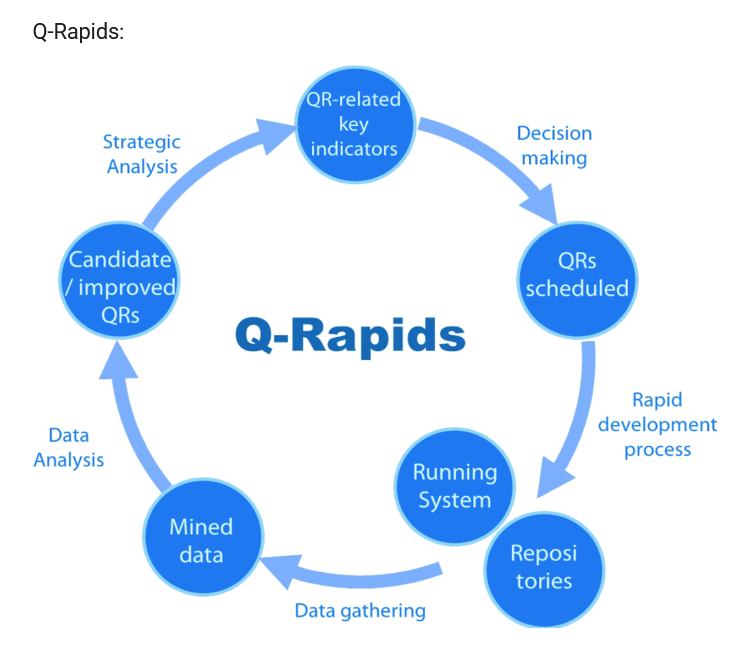 Q-Rapids:
QR-related
key
indicators
Decision
making
Strategic
Analysis
Candidate
/ improved
QRs
QRs
scheduled
Q-Rapids
Rapid
development
process
Data
Analysis
Running
System
Mined
data
Reposi
tories
Data gathering